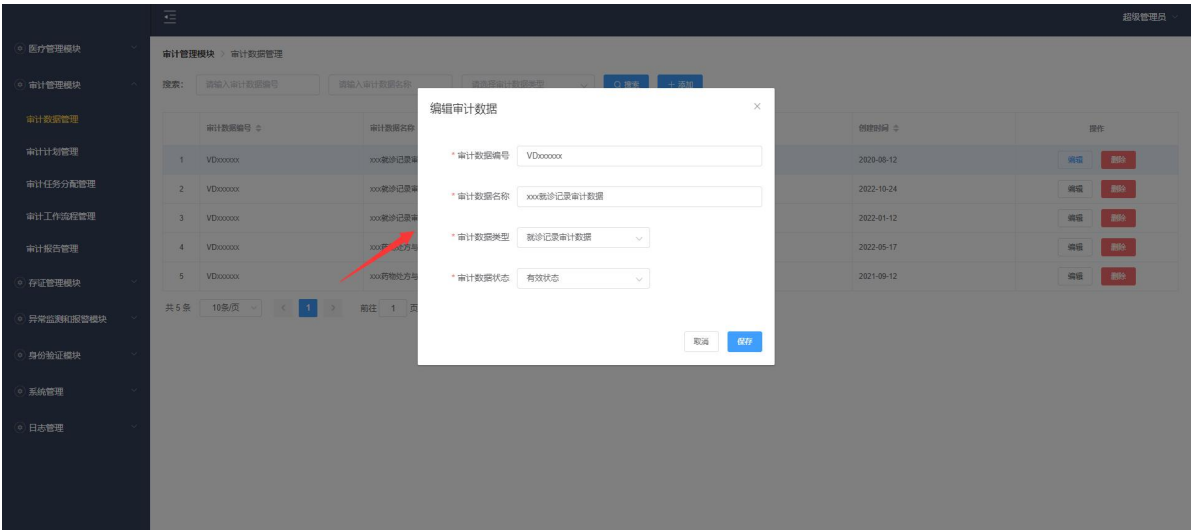 超级管理员
医疗管理模块
审计管理模块
审计数据管理
审计计划管理
审计任务分配管理
审计工作流程管理
审计报告管理
存证管理模块
异常监测和报警模块
身份验证模块
系统管理
日志管理
审计管理模块 > 审计数据管理
搜索: 请输入审计数据编号 请输入审计数据名称 请选择审计数据类型 搜索 + 添加
审计数据编号 审计数据名称 创建时间 操作
1 VDxxxxxx xxx就诊记录审 2020-08-12 编辑 删除
2 VDxxxxxx xxx就诊记录审 2022-10-24 编辑 删除
3 VDxxxxxx xxx就诊记录审 2022-01-12 编辑 删除
4 VDxxxxxx xxx药物处方与 2022-05-17 编辑 删除
5 VDxxxxxx xxx药物处方与 2021-09-12 编辑 删除
共 5 条 10条/页 < 1 > 前往 1 页
编辑审计数据
* 审计数据编号 VDxxxxxx
* 审计数据名称 xxx就诊记录审计数据
* 审计数据类型 就诊记录审计数据
* 审计数据状态 有效状态
取消 保存